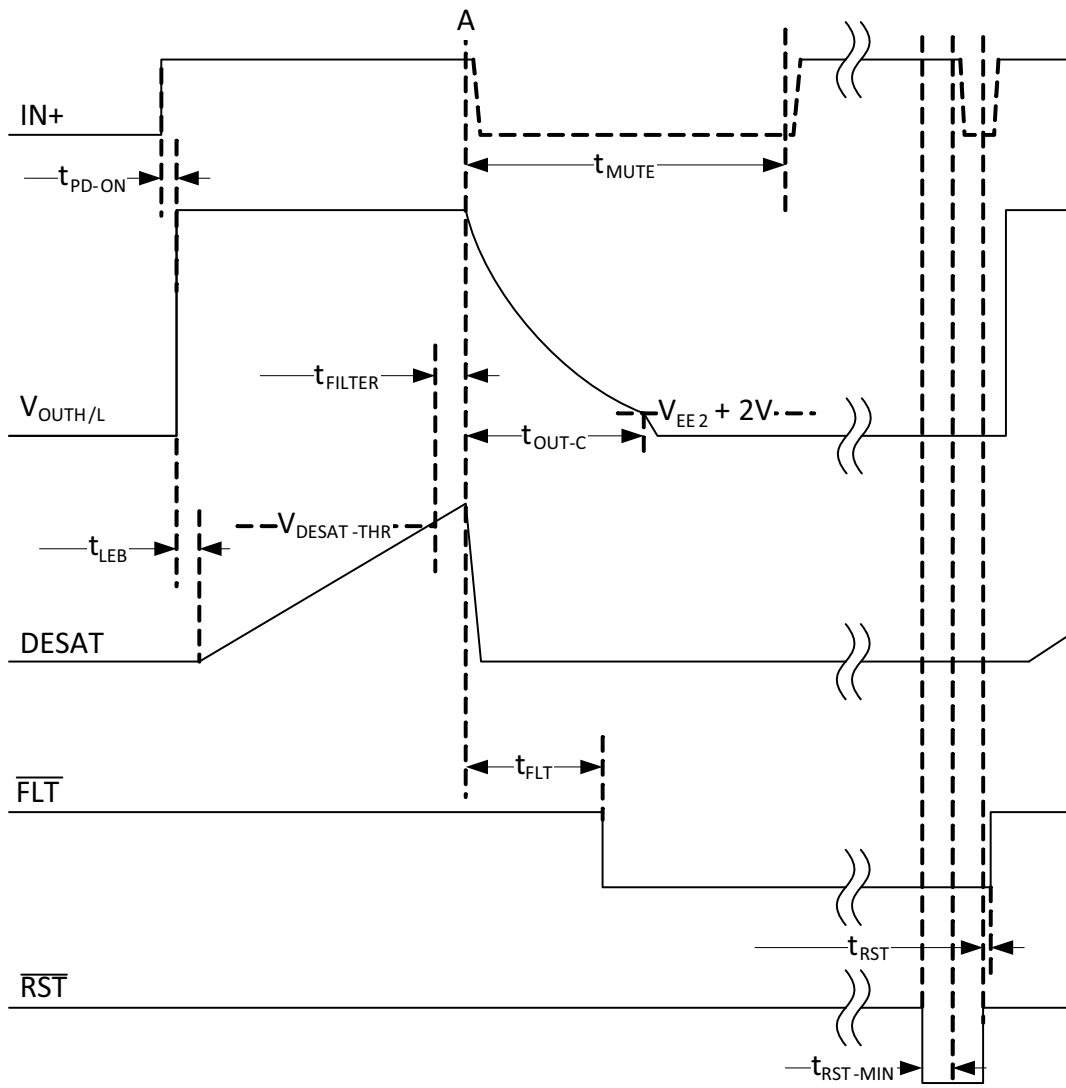 A
IN+
tPD-ON
tMUTE
tFILTER
VOUTH/L
VEE2 + 2V
tOUT-C
VDESAT-THR
tLEB
DESAT
tFLT
FLT
tRST
RST
tRST-MIN